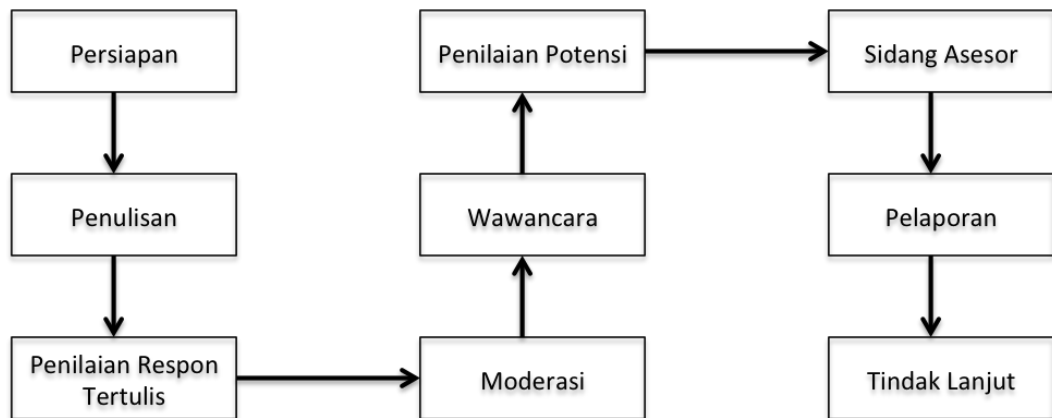 Persiapan
Penulisan
Penilaian Respon
Tertulis
Moderasi
Wawancara
Penilaian Potensi
Sidang Asesor
Pelaporan
Tindak Lanjut